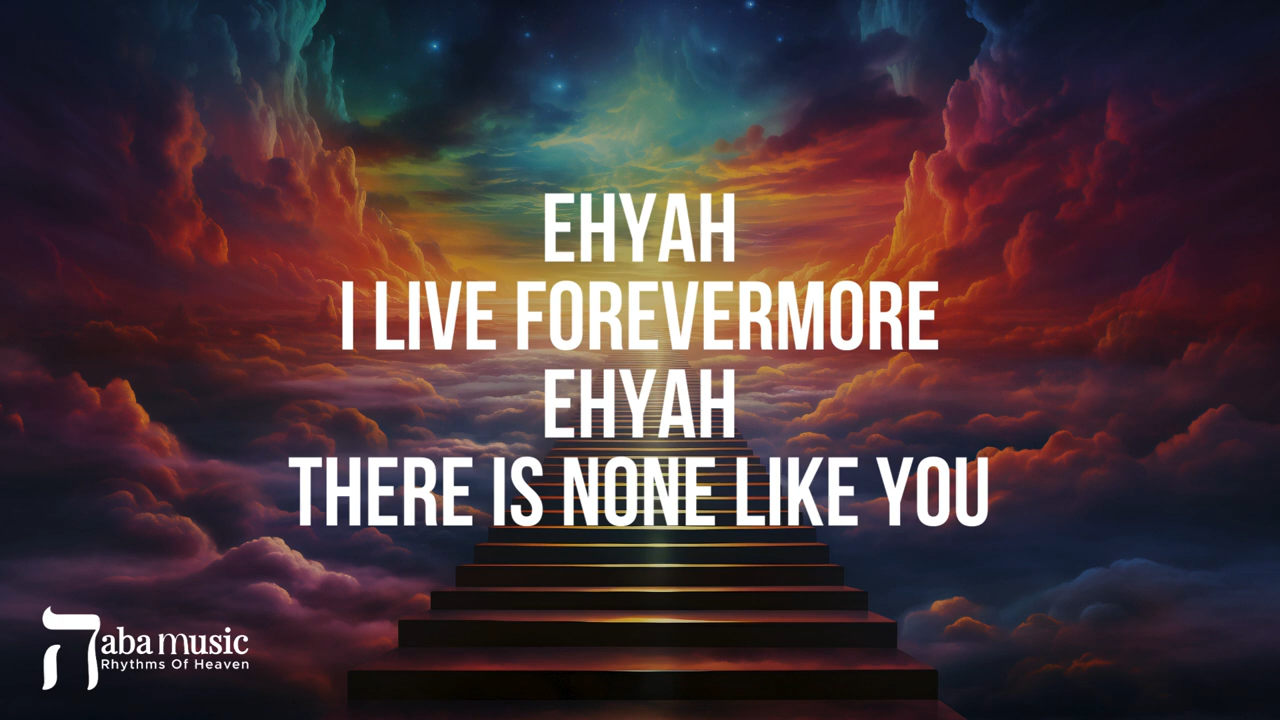 EHYAH
I LIVE FOREVERMORE
EHYAH
THERE IS NONE LIKE YOU
ה aba music
Rhythms Of Heaven